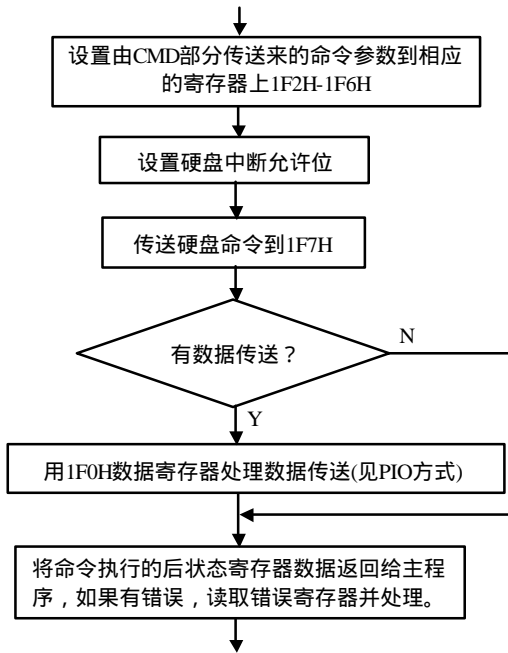 设置由CMD部分传送来的命令参数到相应
的寄存器上1F2H-1F6H
设置硬盘中断允许位
传送硬盘命令到1F7H
有数据传送？
N
Y
用1F0H数据寄存器处理数据传送(见PIO方式)
将命令执行的后状态寄存器数据返回给主程
序，如果有错误，读取错误寄存器并处理。